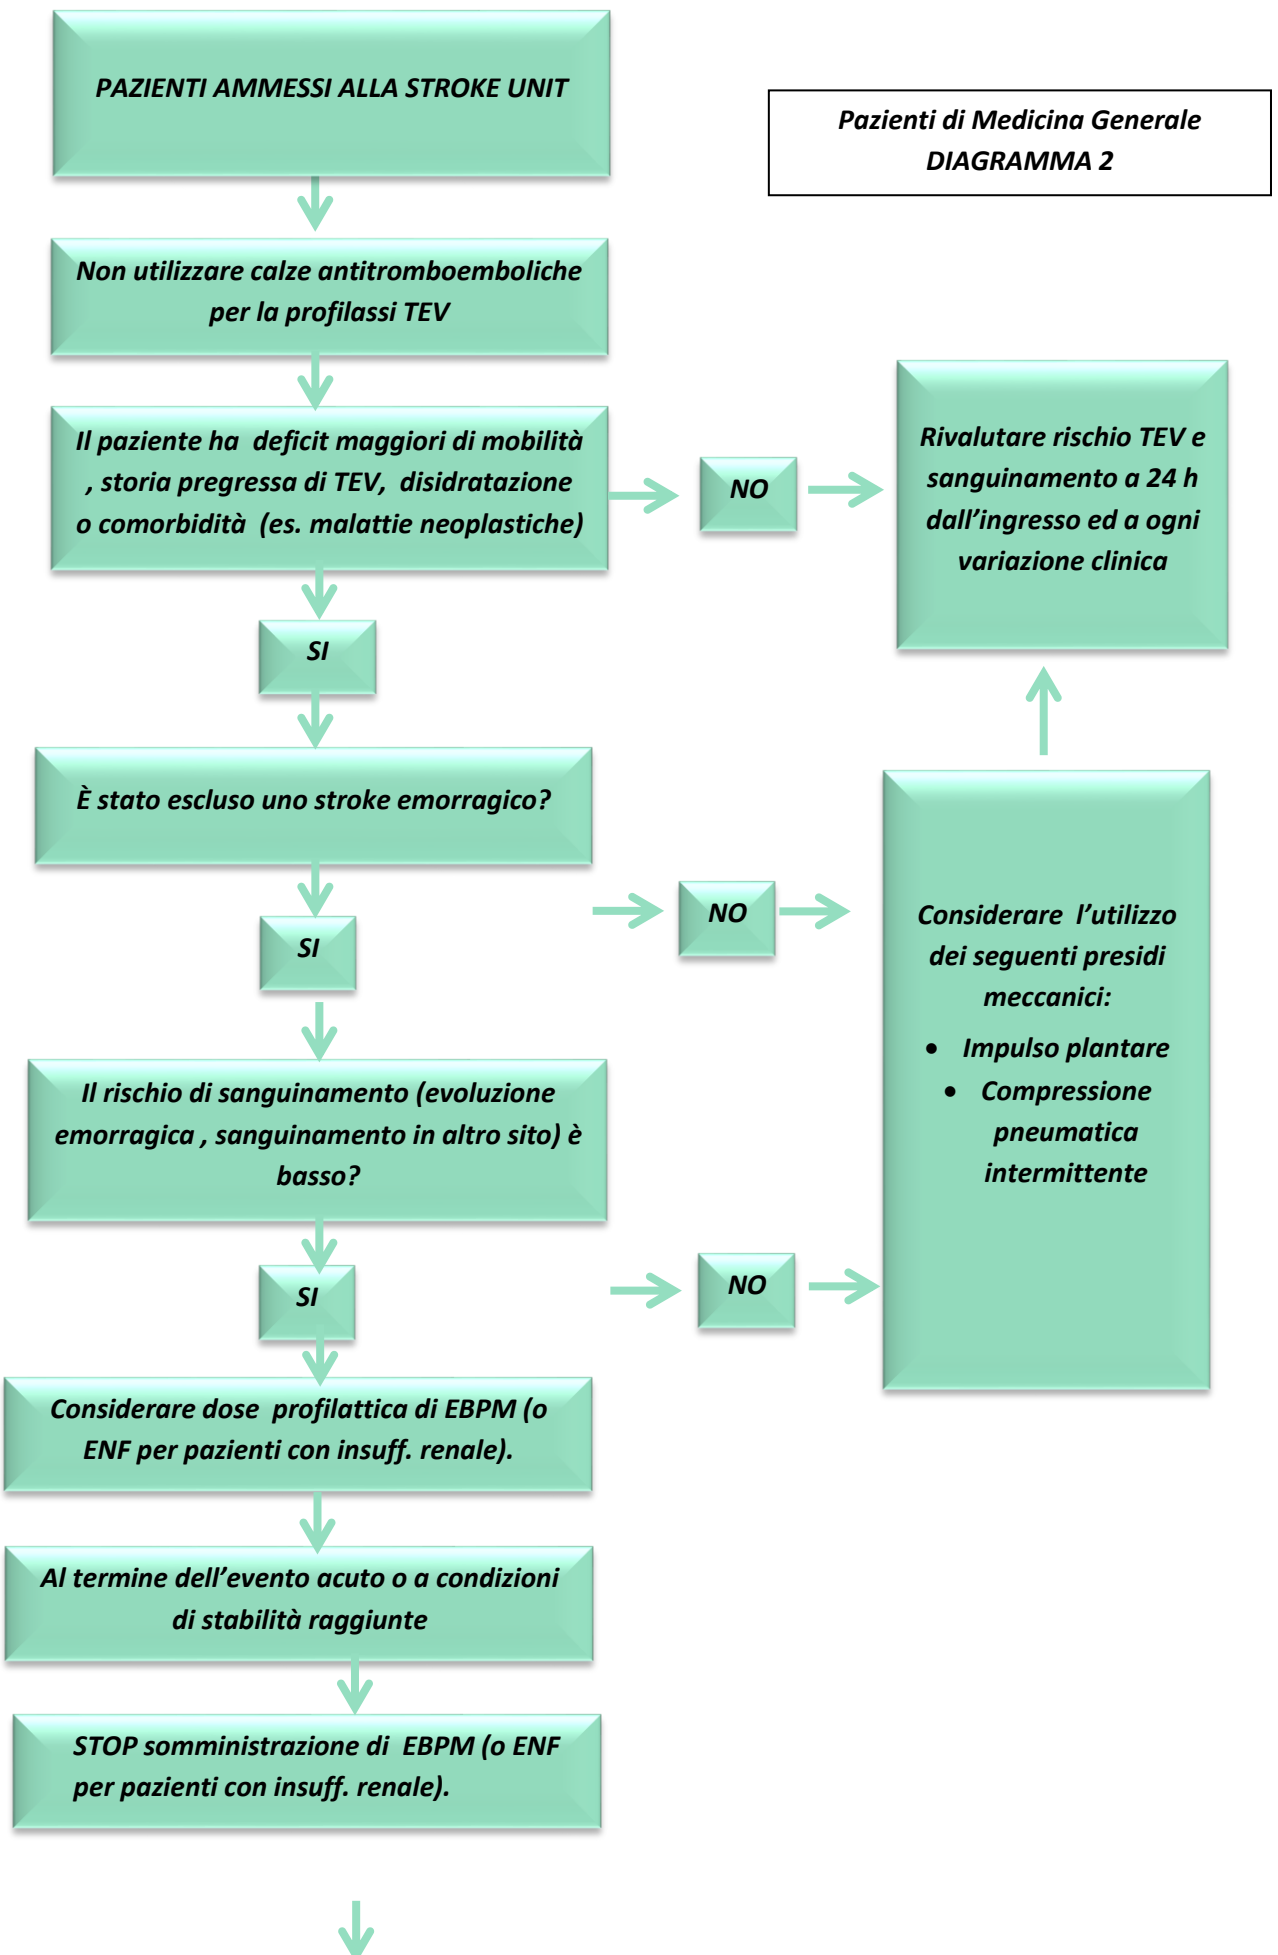 PAZIENTI AMMESSI ALLA STROKE UNIT
Pazienti di Medicina Generale
DIAGRAMMA 2
Non utilizzare calze antitromboemboliche
per la profilassi TEV
Il paziente ha  deficit maggiori di mobilità
, storia pregressa di TEV,  disidratazione
o comorbidità  (es. malattie neoplastiche)
NO
Rivalutare rischio TEV e
sanguinamento a 24 h
dall’ingresso ed a ogni
variazione clinica
SI
È stato escluso uno stroke emorragico?
NO
SI
Considerare  l’utilizzo
dei seguenti presidi
meccanici:
• Impulso plantare
• Compressione
pneumatica
intermittente
Il rischio di sanguinamento (evoluzione
emorragica , sanguinamento in altro sito) è
basso?
NO
SI
Considerare dose  profilattica di EBPM (o
ENF per pazienti con insuff. renale).
Al termine dell’evento acuto o a condizioni
di stabilità raggiunte
STOP somministrazione di  EBPM (o ENF
per pazienti con insuff. renale).